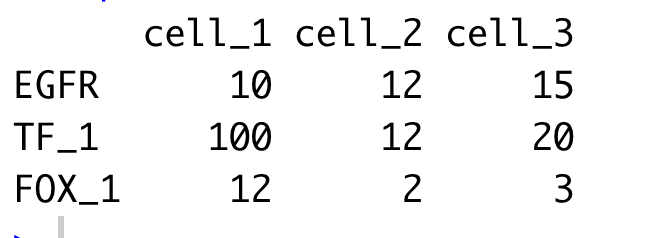 cell_1 cell_2 cell_3
EGFR 10 12 15
TF_1 100 12 20
FOX_1 12 2 3